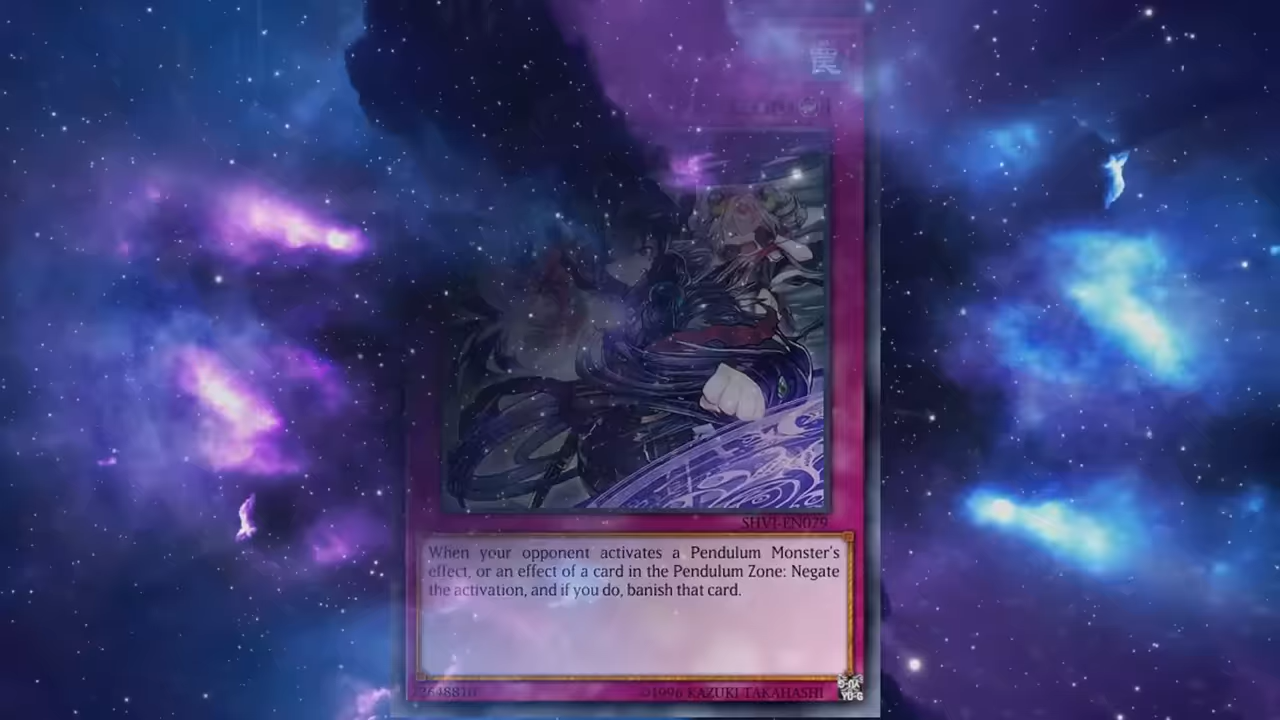 罠
SHVI-EN079
When your opponent activates a Pendulum Monster's
effect, or an effect of a card in the Pendulum Zone: Negate
the activation, and if you do, banish that card.
22648810
©1996 KAZUKI TAKAHASHI